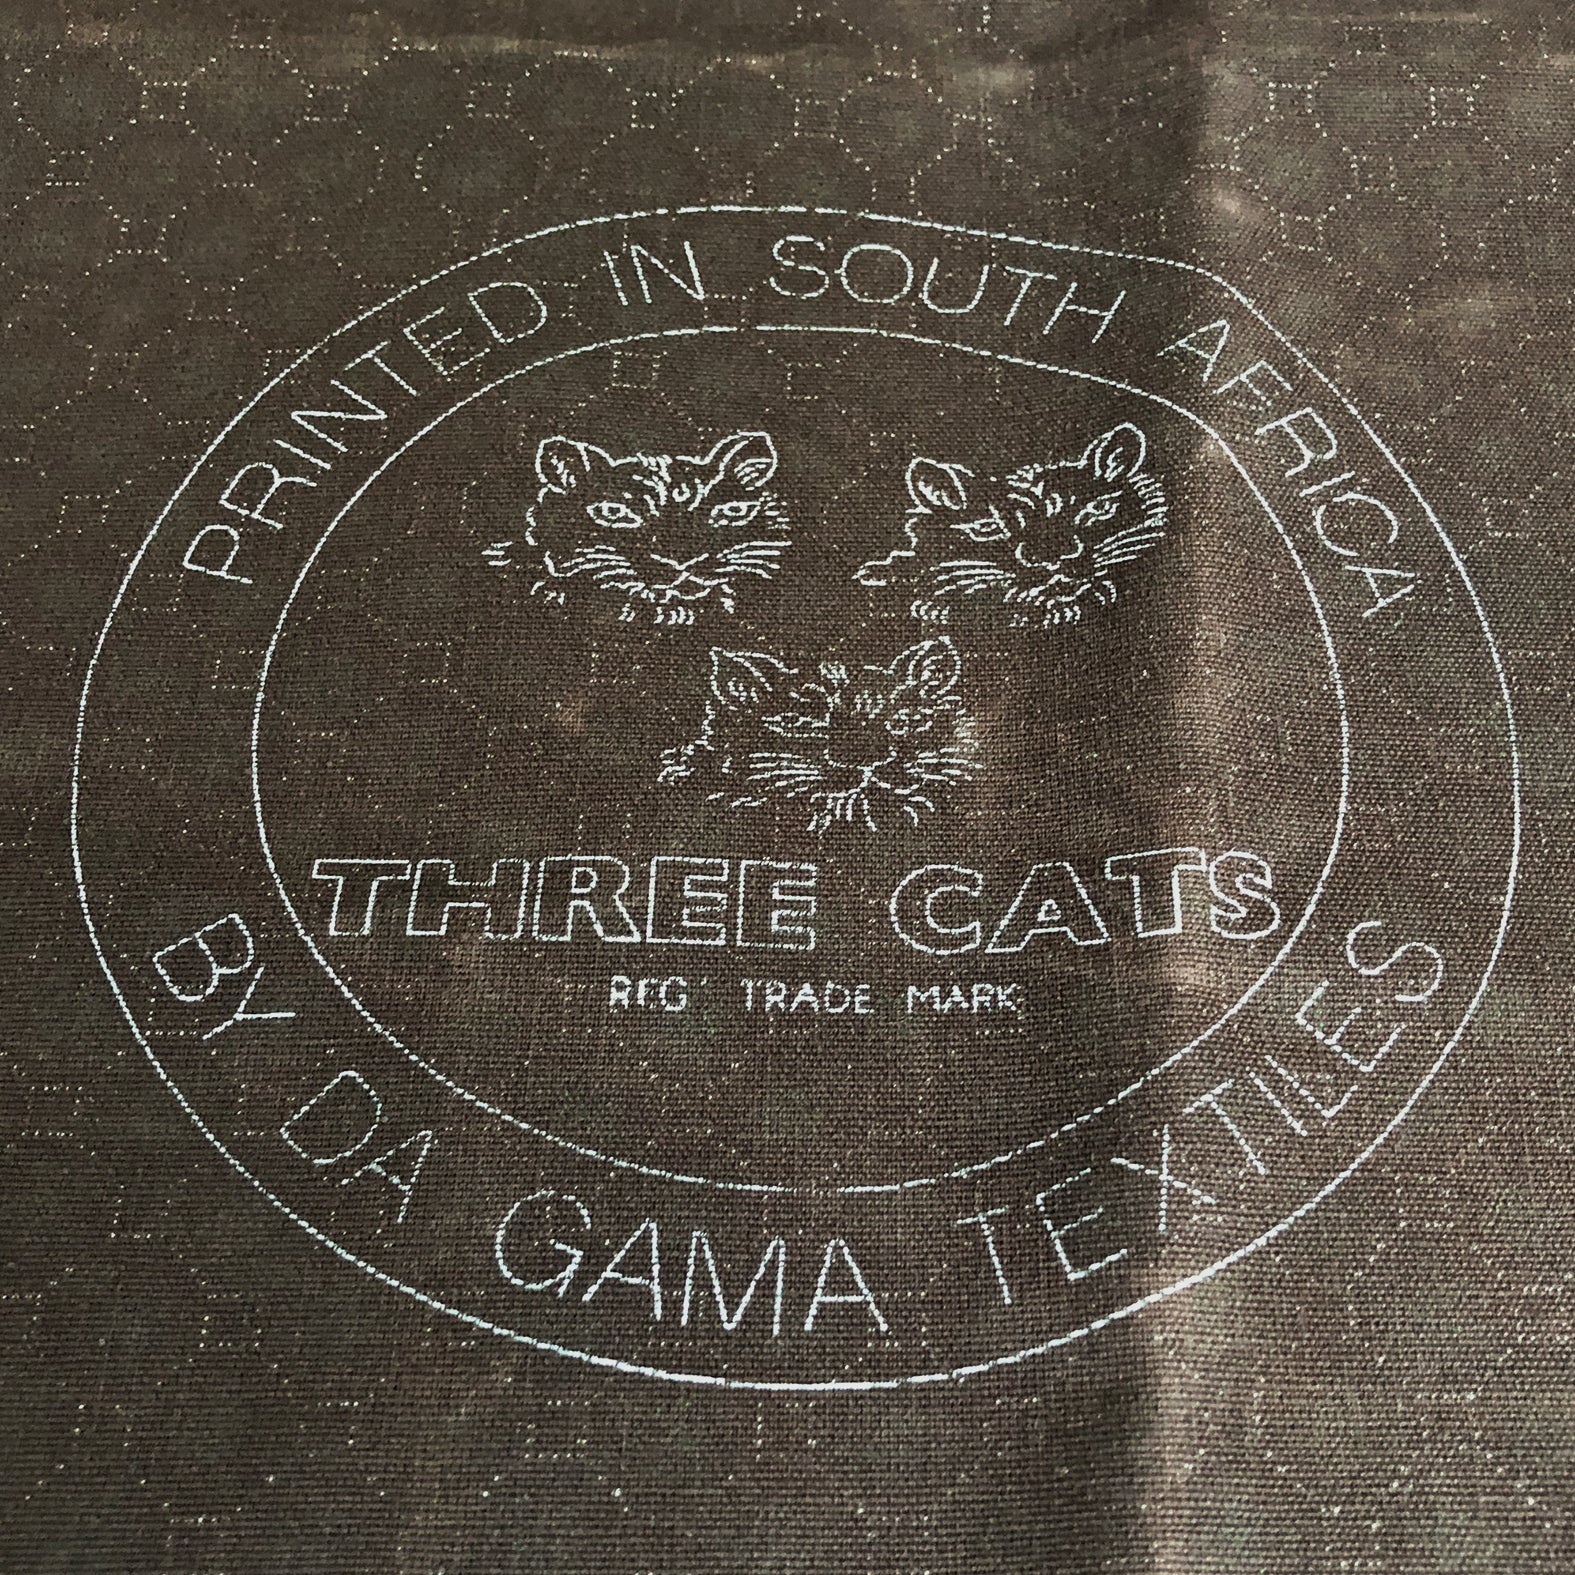 PRINTED IN SOUTH AFRICA
THREE CATS
REG' TRADE MARK
BY DA GAMA TEXTILES